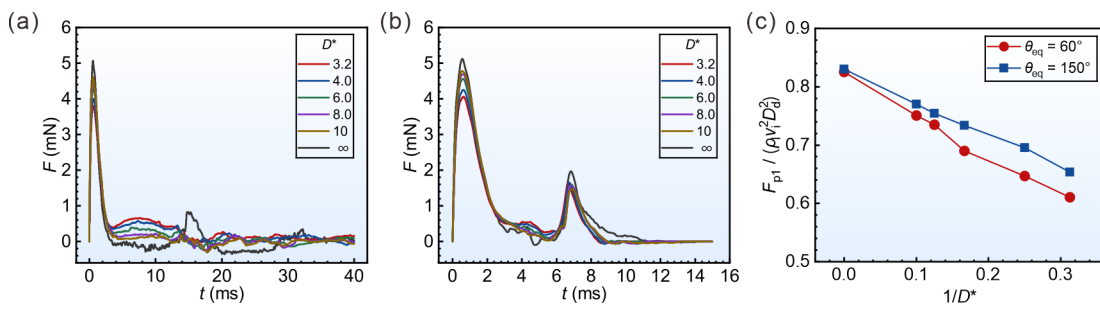 (a)
6
5
4
3
2
1
0
F (mN)
0 10 20 30 40
t (ms)
D*
3.2
4.0
6.0
8.0
10
∞
(b)
6
5
4
3
2
1
0
F (mN)
0 2 4 6 8 10 12 14 16
t (ms)
D*
3.2
4.0
6.0
8.0
10
∞
(c)
0.9
0.8
0.7
0.6
0.5
F_p1 / (ρ_l v_i^2 D_d^2)
0.0 0.1 0.2 0.3
1/D*
θ_eq = 60°
θ_eq = 150°